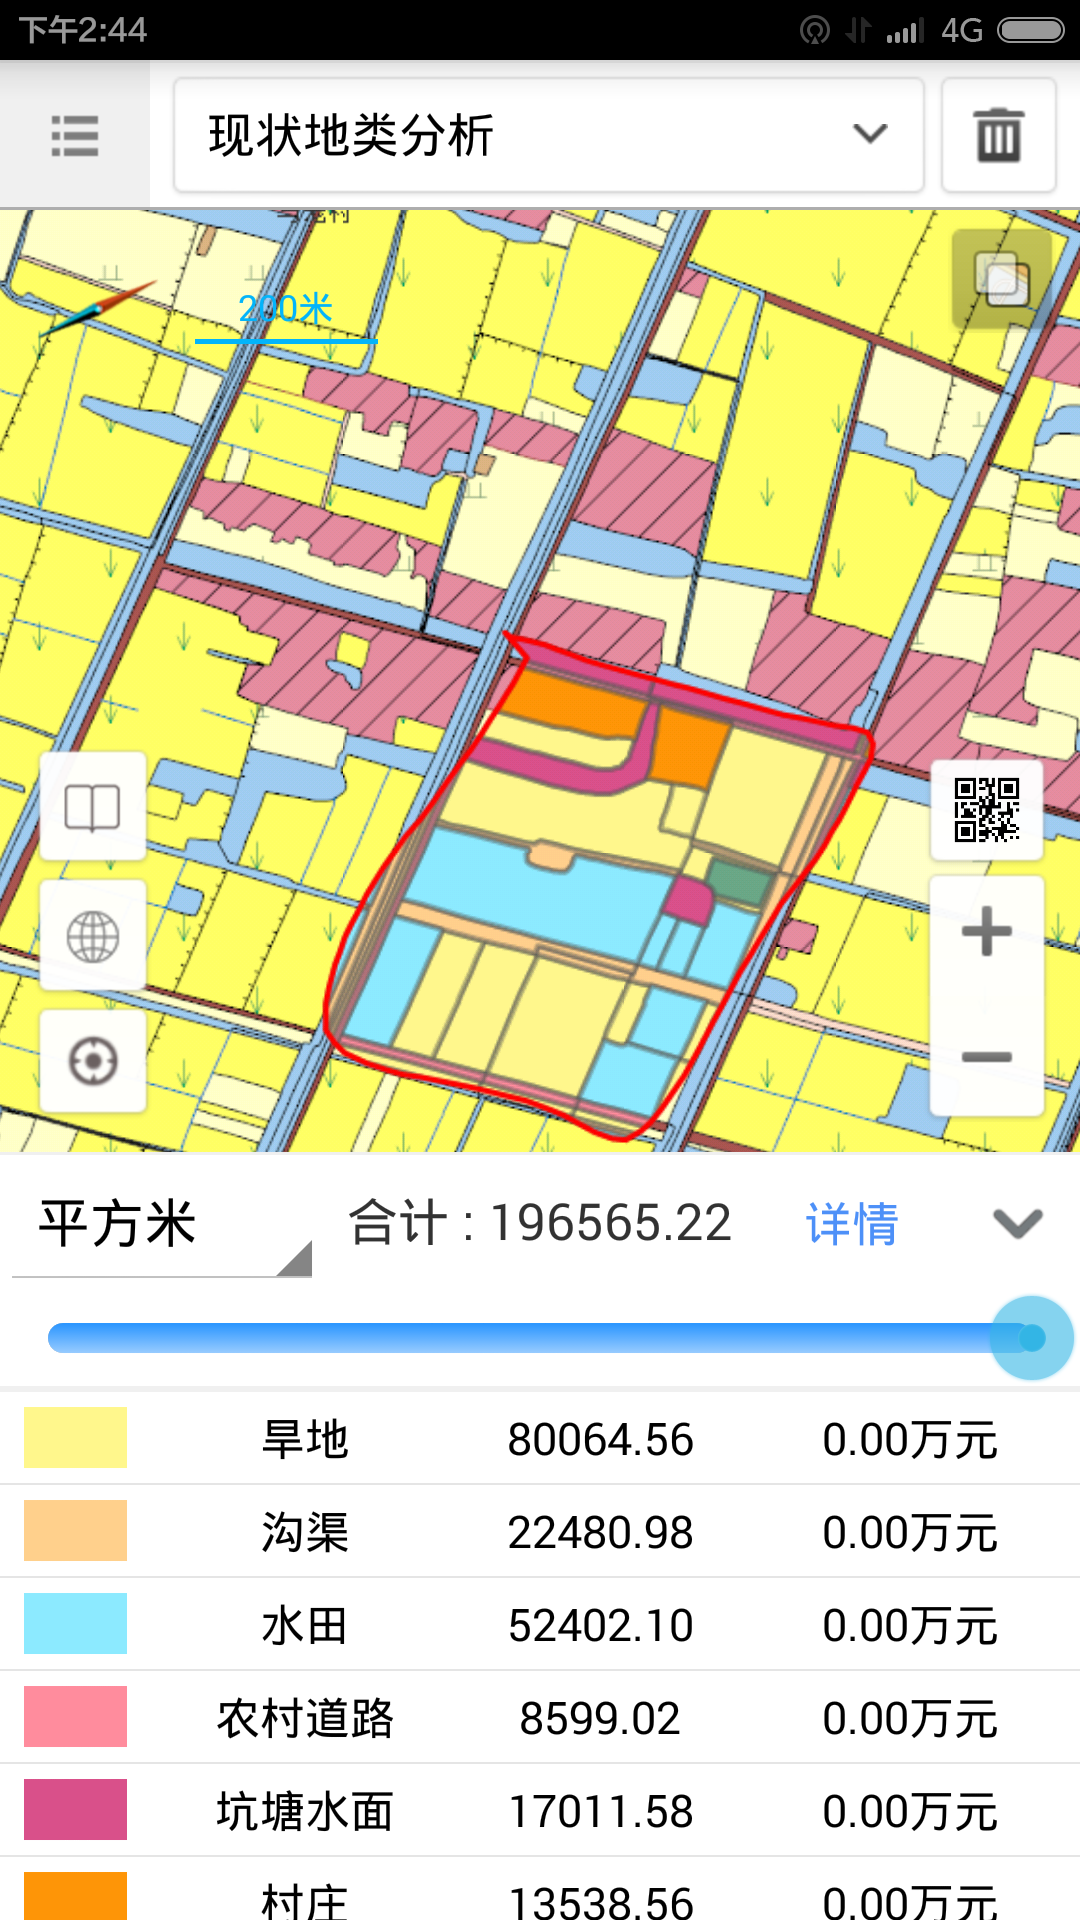 下午2:44
4G
现状地类分析
200米
平方米
合计 : 196565.22
详情
旱地 80064.56 0.00万元
沟渠 22480.98 0.00万元
水田 52402.10 0.00万元
农村道路 8599.02 0.00万元
坑塘水面 17011.58 0.00万元
村庄 13538.56 0.00万元